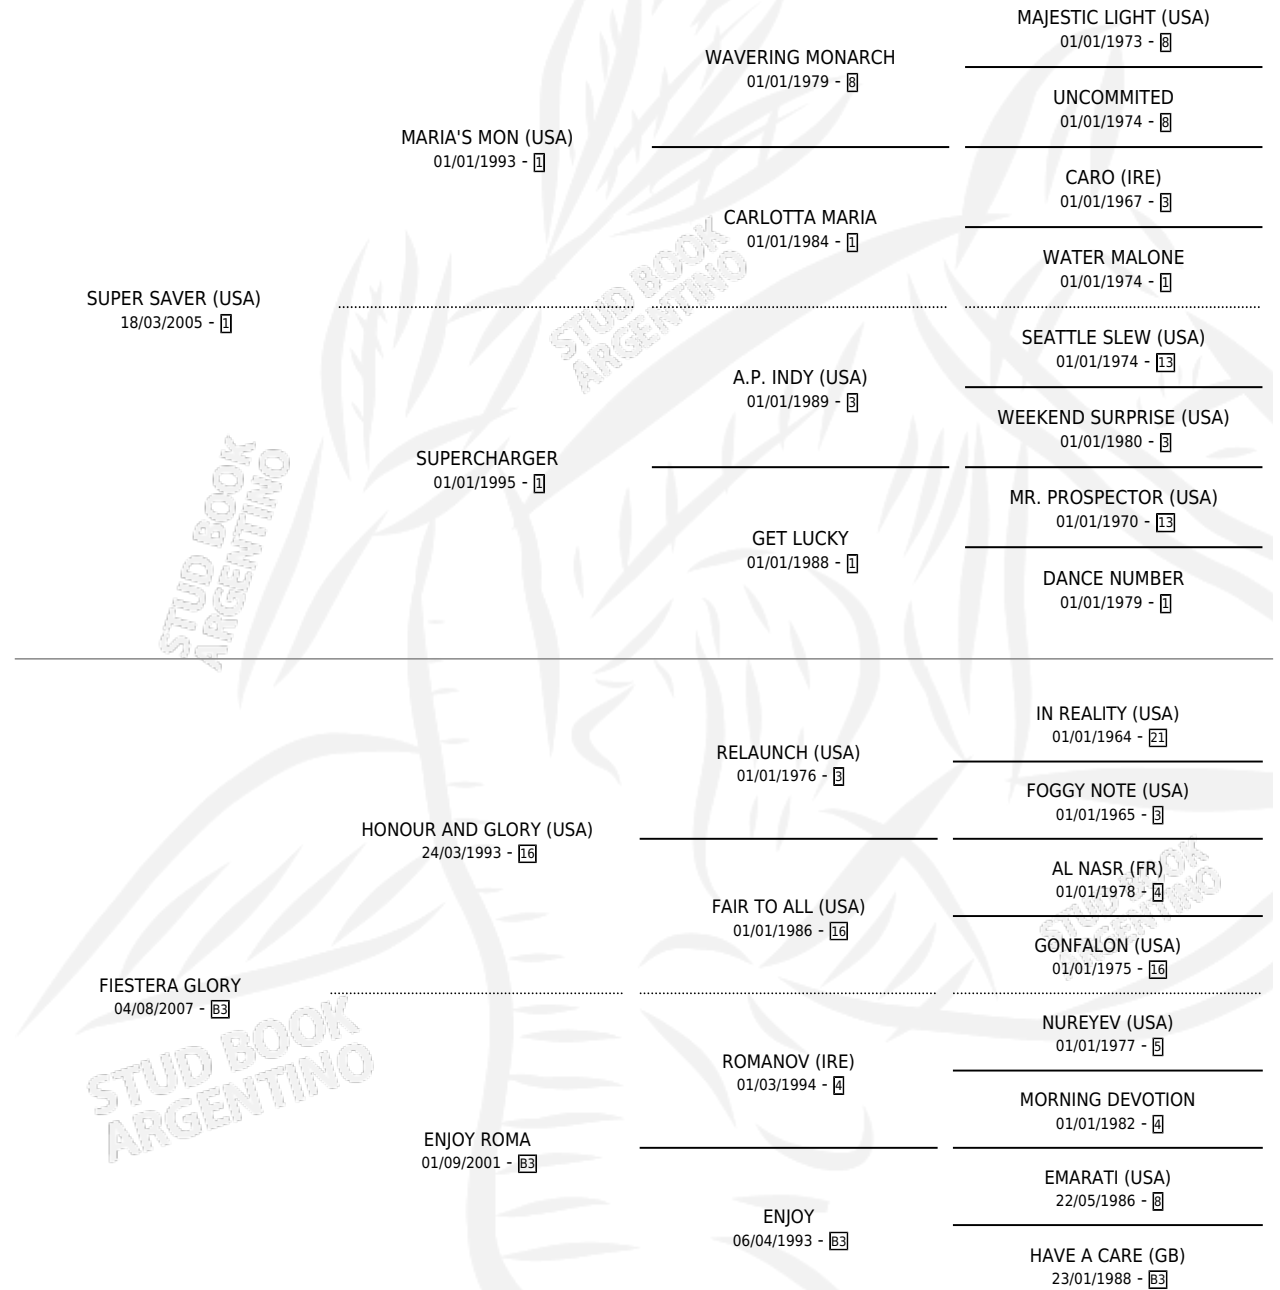 MAJESTIC LIGHT (USA)
01/01/1973 - 8
WAVERING MONARCH
01/01/1979 - 8
UNCOMMITED
01/01/1974 - 8
MARIA'S MON (USA)
01/01/1993 - 1
CARO (IRE)
01/01/1967 - 3
CARLOTTA MARIA
01/01/1984 - 1
WATER MALONE
01/01/1974 - 1
SUPER SAVER (USA)
18/03/2005 - 1
SEATTLE SLEW (USA)
01/01/1974 - 13
A.P. INDY (USA)
01/01/1989 - 3
WEEKEND SURPRISE (USA)
01/01/1980 - 3
SUPERCHARGER
01/01/1995 - 1
MR. PROSPECTOR (USA)
01/01/1970 - 13
GET LUCKY
01/01/1988 - 1
DANCE NUMBER
01/01/1979 - 1
IN REALITY (USA)
01/01/1964 - 21
RELAUNCH (USA)
01/01/1976 - 3
FOGGY NOTE (USA)
01/01/1965 - 3
HONOUR AND GLORY (USA)
24/03/1993 - 16
AL NASR (FR)
01/01/1978 - 4
FAIR TO ALL (USA)
01/01/1986 - 16
GONFALON (USA)
01/01/1975 - 16
FIESTERA GLORY
04/08/2007 - B3
NUREYEV (USA)
01/01/1977 - 5
ROMANOV (IRE)
01/03/1994 - 4
MORNING DEVOTION
01/01/1982 - 4
ENJOY ROMA
01/09/2001 - B3
EMARATI (USA)
22/05/1986 - 8
ENJOY
06/04/1993 - B3
HAVE A CARE (GB)
23/01/1988 - B3
STUD BOOK
ARGENTINO
STUD BOOK
ARGENTINO
STUD BOOK
ARGENTINO
STUD BOOK
ARGENTINO